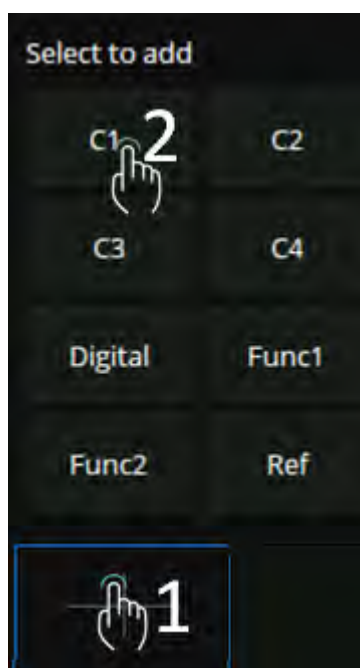 Select to add
C1 2
C2
C3
C4
Digital
Func1
Func2
Ref
1